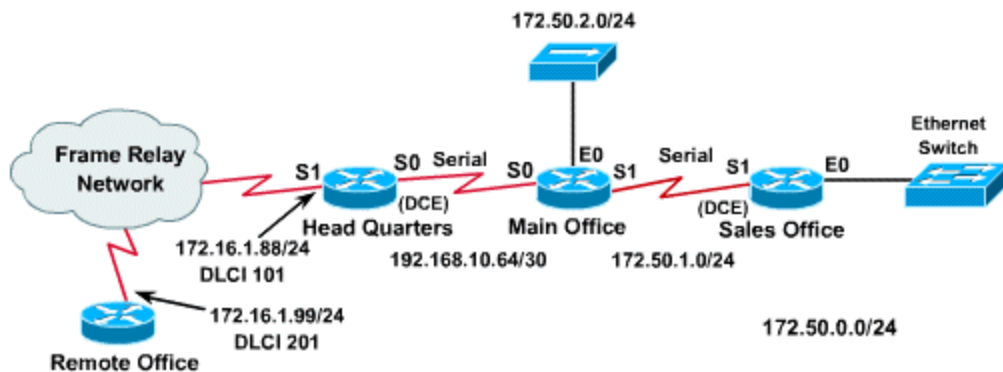 172.50.2.0/24
Ethernet
Switch
Frame Relay
Network
S1
S0
Serial
S0
E0
S1
Serial
S1
E0
(DCE)
(DCE)
Head Quarters
Main Office
Sales Office
172.16.1.88/24
DLCI 101
192.168.10.64/30
172.50.1.0/24
172.16.1.99/24
DLCI 201
172.50.0.0/24
Remote Office